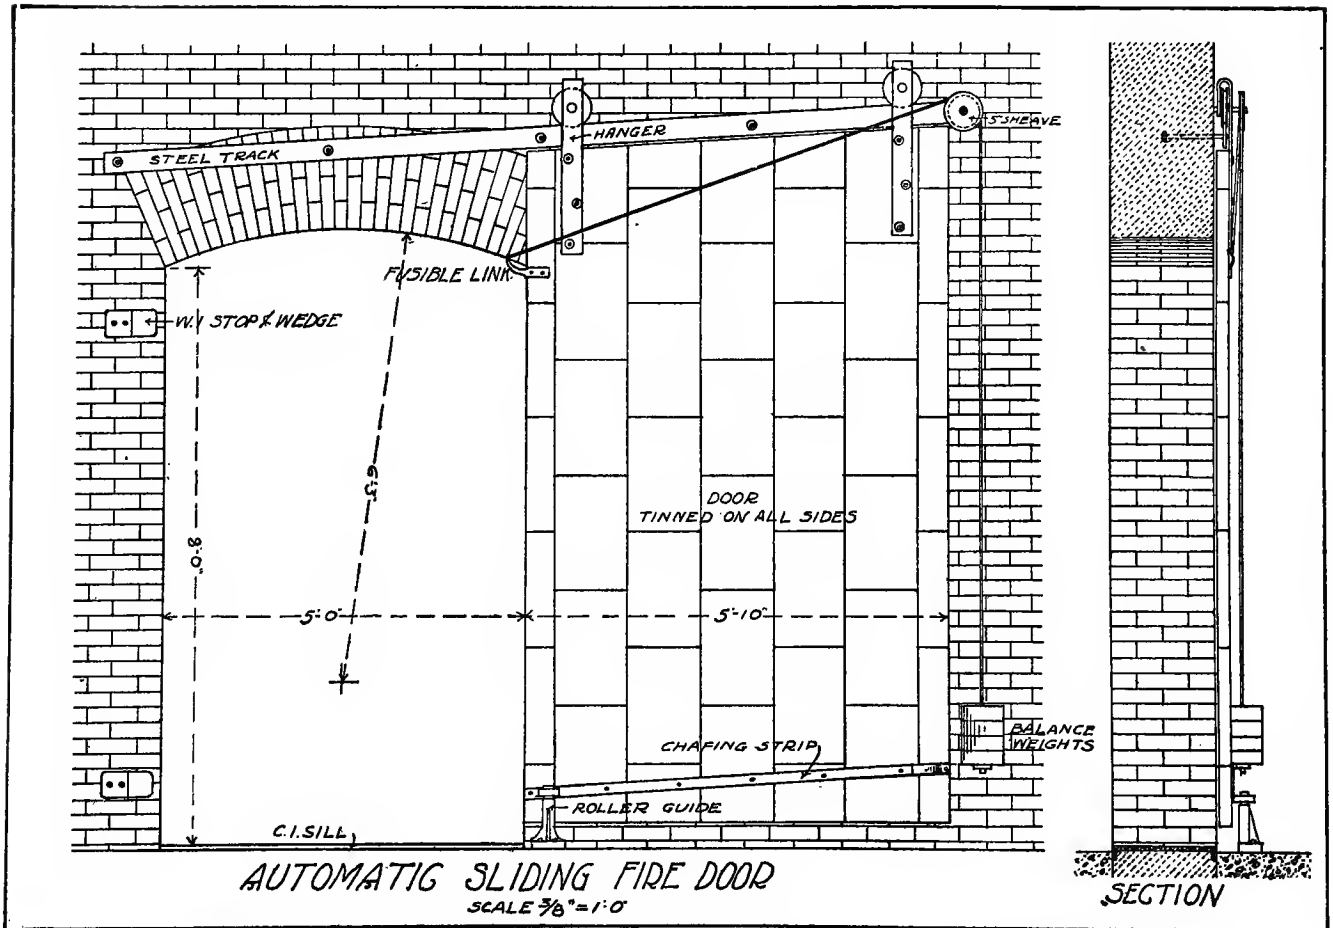 5" SHEAVE
HANGER
STEEL TRACK
FUSIBLE LINK
W.I STOP & WEDGE
6'-3"
DOOR
TINNED ON ALL SIDES
8'-0"
5'-0"
5'-10"
BALANCE
WEIGHTS
CHAFING STRIP
ROLLER GUIDE
C.I. SILL
AUTOMATIC SLIDING FIRE DOOR
SCALE 3/8" = 1'-0"
SECTION